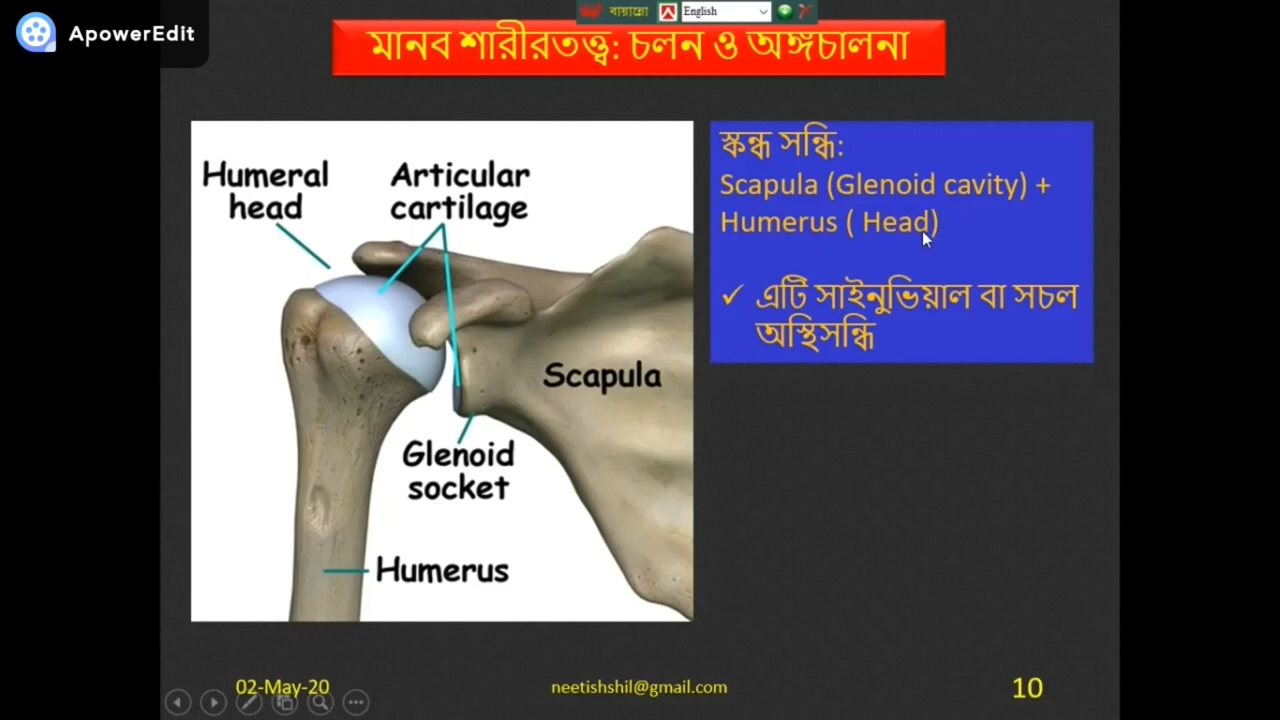 ApowerEdit
বায়ান্নো
English
মানব শারীরতত্ত্ব: চলন ও অঙ্গচালনা
Humeral
head
Articular
cartilage
Scapula
Glenoid
socket
Humerus
স্কন্ধ সন্ধি:
Scapula (Glenoid cavity) +
Humerus ( Head)
✓ এটি সাইনুভিয়াল বা সচল
অস্থিসন্ধি
02-May-20
neetishshil@gmail.com
10